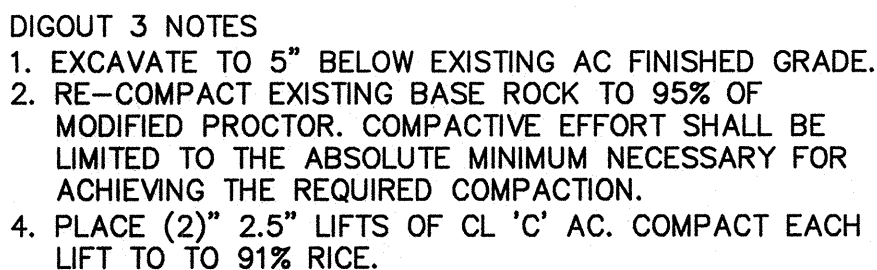 DIGOUT 3 NOTES
1. EXCAVATE TO 5" BELOW EXISTING AC FINISHED GRADE.
2. RE-COMPACT EXISTING BASE ROCK TO 95% OF
MODIFIED PROCTOR. COMPACTIVE EFFORT SHALL BE
LIMITED TO THE ABSOLUTE MINIMUM NECESSARY FOR
ACHIEVING THE REQUIRED COMPACTION.
4. PLACE (2)" 2.5" LIFTS OF CL 'C' AC. COMPACT EACH
LIFT TO TO 91% RICE.